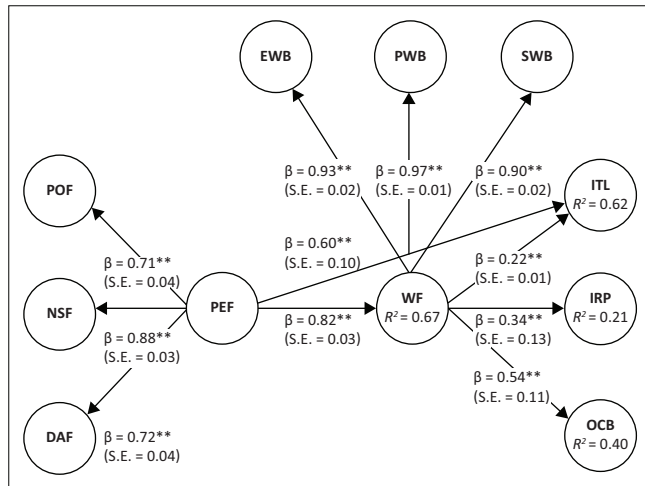 EWB
PWB
SWB
β = 0.93**
(S.E. = 0.02)
β = 0.97**
(S.E. = 0.01)
β = 0.90**
(S.E. = 0.02)
POF
ITL
R² = 0.62
β = 0.60**
(S.E. = 0.10)
β = 0.71**
(S.E. = 0.04)
β = 0.22**
(S.E. = 0.01)
NSF
PEF
WF
R² = 0.67
IRP
R² = 0.21
β = 0.88**
(S.E. = 0.03)
β = 0.82**
(S.E. = 0.03)
β = 0.34**
(S.E. = 0.13)
β = 0.54**
(S.E. = 0.11)
DAF
β = 0.72**
(S.E. = 0.04)
OCB
R² = 0.40